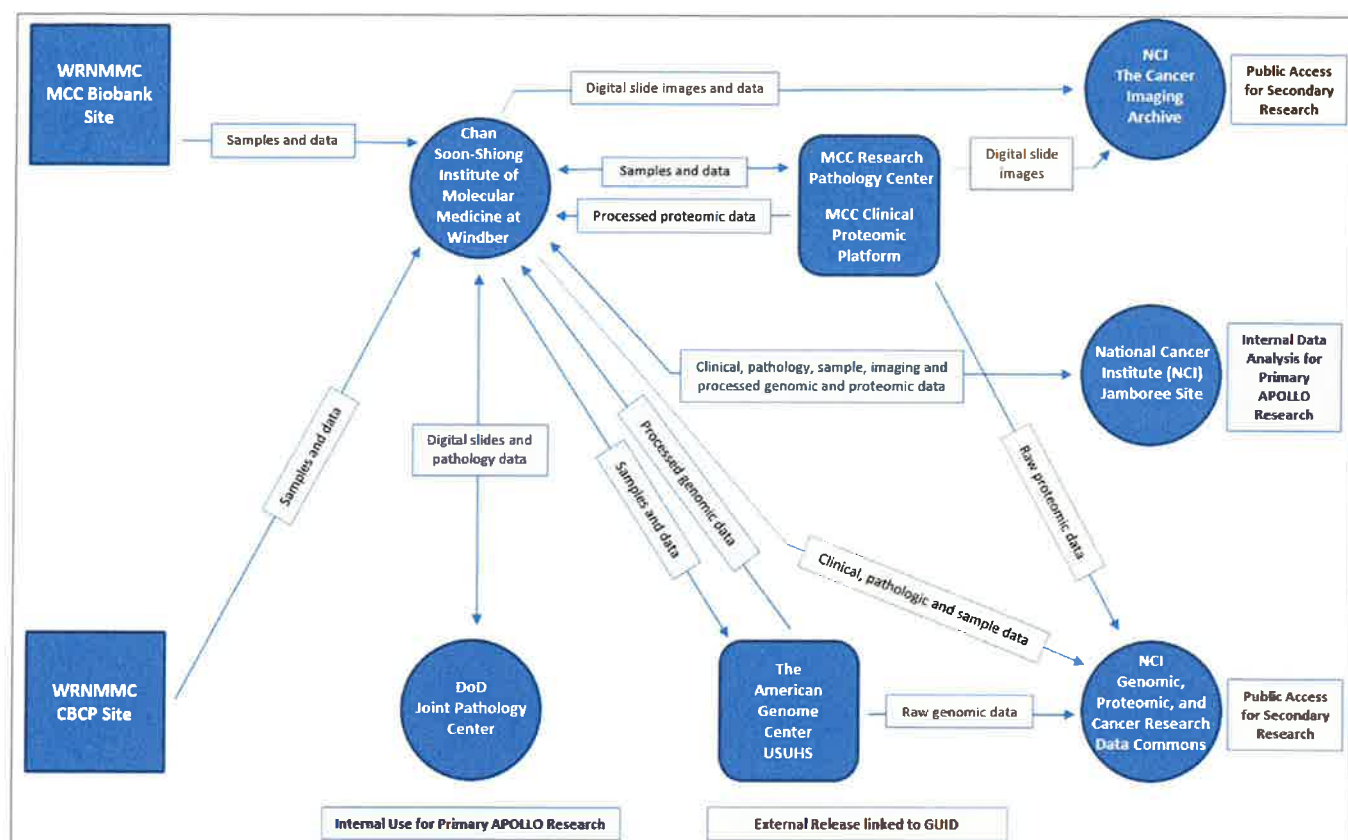 WRNMMC
MCC Biobank
Site
Samples and data
Chan
Soon-Shiong
Institute of
Molecular
Medicine at
Windber
Digital slide images and data
NCI
The Cancer
Imaging
Archive
Public Access
for Secondary
Research
Samples and data
Processed proteomic data
MCC Research
Pathology Center
MCC Clinical
Proteomic
Platform
Digital slide
images
Clinical, pathology, sample, imaging and
processed genomic and proteomic data
National Cancer
Institute (NCI)
Jamboree Site
Internal Data
Analysis for
Primary
APOLLO
Research
Samples and data
Digital slides and
pathology data
Samples and data
Processed genomic data
Clinical, pathologic and sample data
Raw proteomic data
WRNMMC
CBCP Site
DoD
Joint Pathology
Center
The
American
Genome
Center
USUHS
Raw genomic data
NCI
Genomic,
Proteomic, and
Cancer Research
Data Commons
Public Access
for Secondary
Research
Internal Use for Primary APOLLO Research
External Release linked to GUID